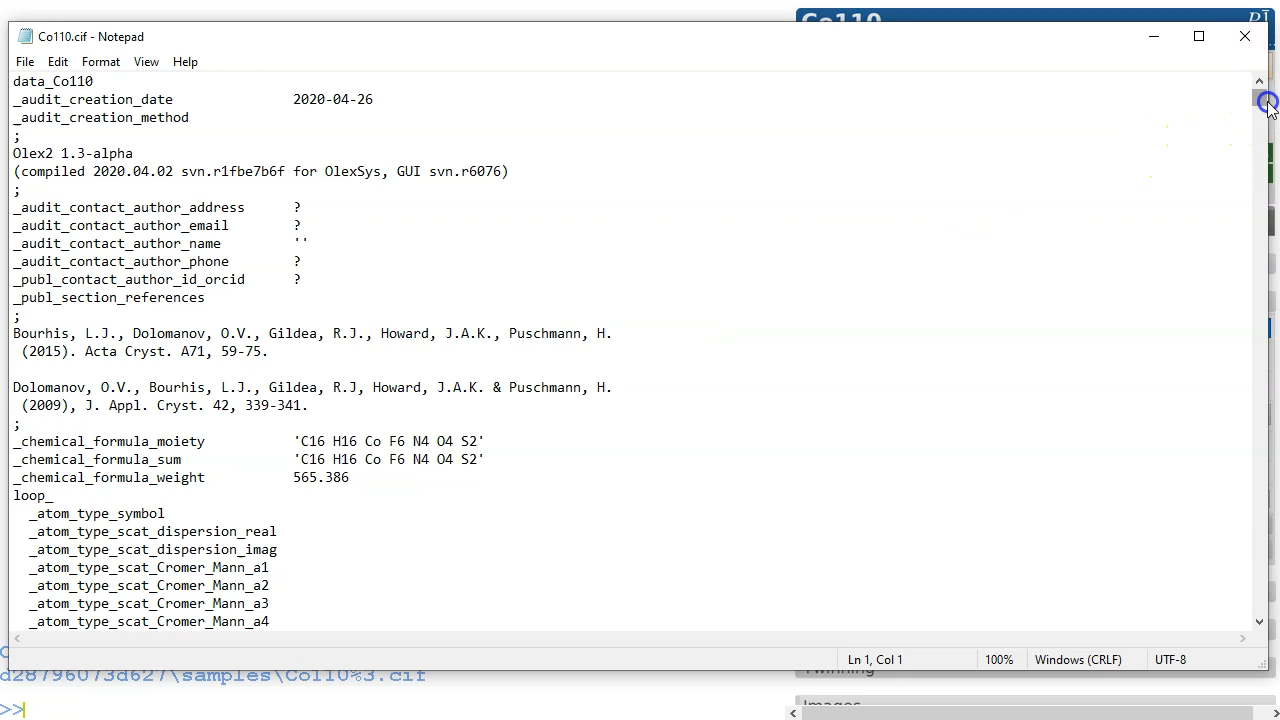 Co110
P1̄
Co110.cif - Notepad
File Edit Format View Help
data_Co110
_audit_creation_date 2020-04-26
_audit_creation_method
;
Olex2 1.3-alpha
(compiled 2020.04.02 svn.r1fbe7b6f for OlexSys, GUI svn.r6076)
;
_audit_contact_author_address ?
_audit_contact_author_email ?
_audit_contact_author_name ''
_audit_contact_author_phone ?
_publ_contact_author_id_orcid ?
_publ_section_references
;
Bourhis, L.J., Dolomanov, O.V., Gildea, R.J., Howard, J.A.K., Puschmann, H.
(2015). Acta Cryst. A71, 59-75.
Dolomanov, O.V., Bourhis, L.J., Gildea, R.J, Howard, J.A.K. & Puschmann, H.
(2009), J. Appl. Cryst. 42, 339-341.
;
_chemical_formula_moiety 'C16 H16 Co F6 N4 O4 S2'
_chemical_formula_sum 'C16 H16 Co F6 N4 O4 S2'
_chemical_formula_weight 565.386
loop_
_atom_type_symbol
_atom_type_scat_dispersion_real
_atom_type_scat_dispersion_imag
_atom_type_scat_Cromer_Mann_a1
_atom_type_scat_Cromer_Mann_a2
_atom_type_scat_Cromer_Mann_a3
_atom_type_scat_Cromer_Mann_a4
Ln 1, Col 1 100% Windows (CRLF) UTF-8
d28796073d627\samples\Co110%3.cif
Twinning
Images
>>